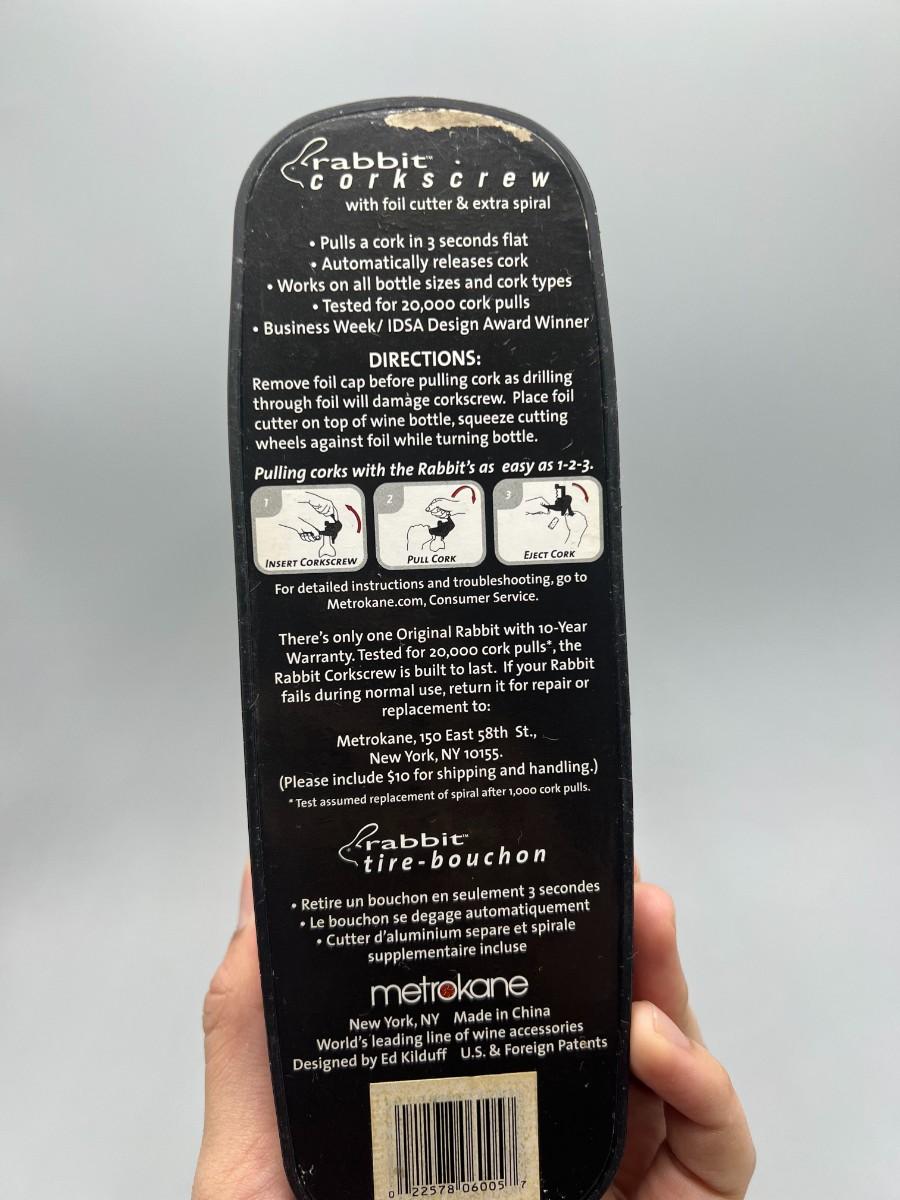 rabbit™
corkscrew
with foil cutter & extra spiral
• Pulls a cork in 3 seconds flat
• Automatically releases cork
• Works on all bottle sizes and cork types
• Tested for 20,000 cork pulls
• Business Week/ IDSA Design Award Winner
DIRECTIONS:
Remove foil cap before pulling cork as drilling
through foil will damage corkscrew. Place foil
cutter on top of wine bottle, squeeze cutting
wheels against foil while turning bottle.
Pulling corks with the Rabbit's as easy as 1-2-3.
1 2 3
INSERT CORKSCREW PULL CORK EJECT CORK
For detailed instructions and troubleshooting, go to
Metrokane.com, Consumer Service.
There's only one Original Rabbit with 10-Year
Warranty. Tested for 20,000 cork pulls*, the
Rabbit Corkscrew is built to last. If your Rabbit
fails during normal use, return it for repair or
replacement to:
Metrokane, 150 East 58th St.,
New York, NY 10155.
(Please include $10 for shipping and handling.)
* Test assumed replacement of spiral after 1,000 cork pulls.
rabbit™
tire-bouchon
• Retire un bouchon en seulement 3 secondes
• Le bouchon se degage automatiquement
• Cutter d'aluminium separe et spirale
supplementaire incluse
metrokane
New York, NY Made in China
World's leading line of wine accessories
Designed by Ed Kilduff U.S. & Foreign Patents
0 22578 06005 7